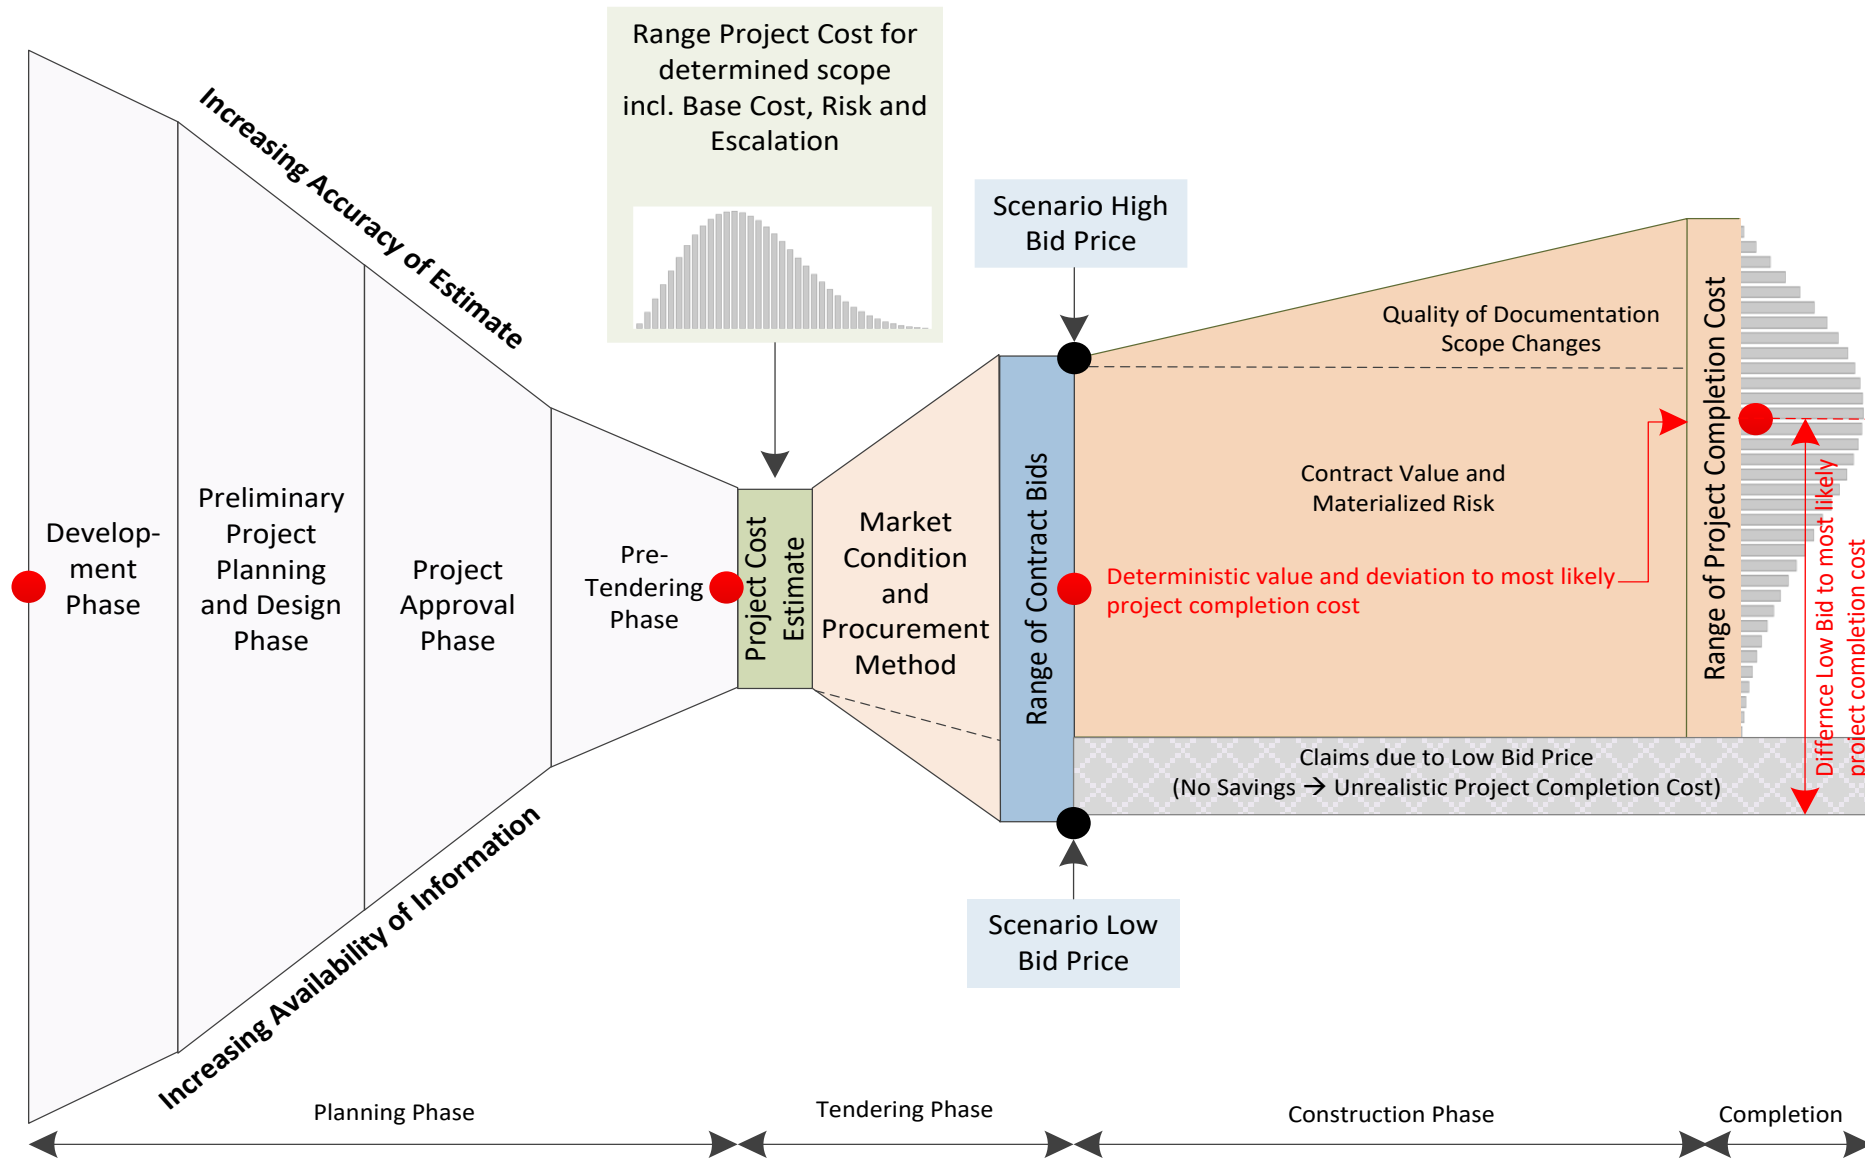 Range Project Cost for
determined scope
incl. Base Cost, Risk and
Escalation
Increasing Accuracy of Estimate
Scenario High
Bid Price
Quality of Documentation
Scope Changes
Develop-
ment
Phase
Preliminary
Project
Planning
and Design
Phase
Project
Approval
Phase
Pre-
Tendering
Phase
Project Cost
Estimate
Market
Condition
and
Procurement
Method
Range of Contract Bids
Contract Value and
Materialized Risk
Deterministic value and deviation to most likely
project completion cost
Range of Project Completion Cost
Differnce Low Bid to most likely
project completion cost
Claims due to Low Bid Price
(No Savings → Unrealistic Project Completion Cost)
Increasing Availability of Information
Scenario Low
Bid Price
Planning Phase
Tendering Phase
Construction Phase
Completion